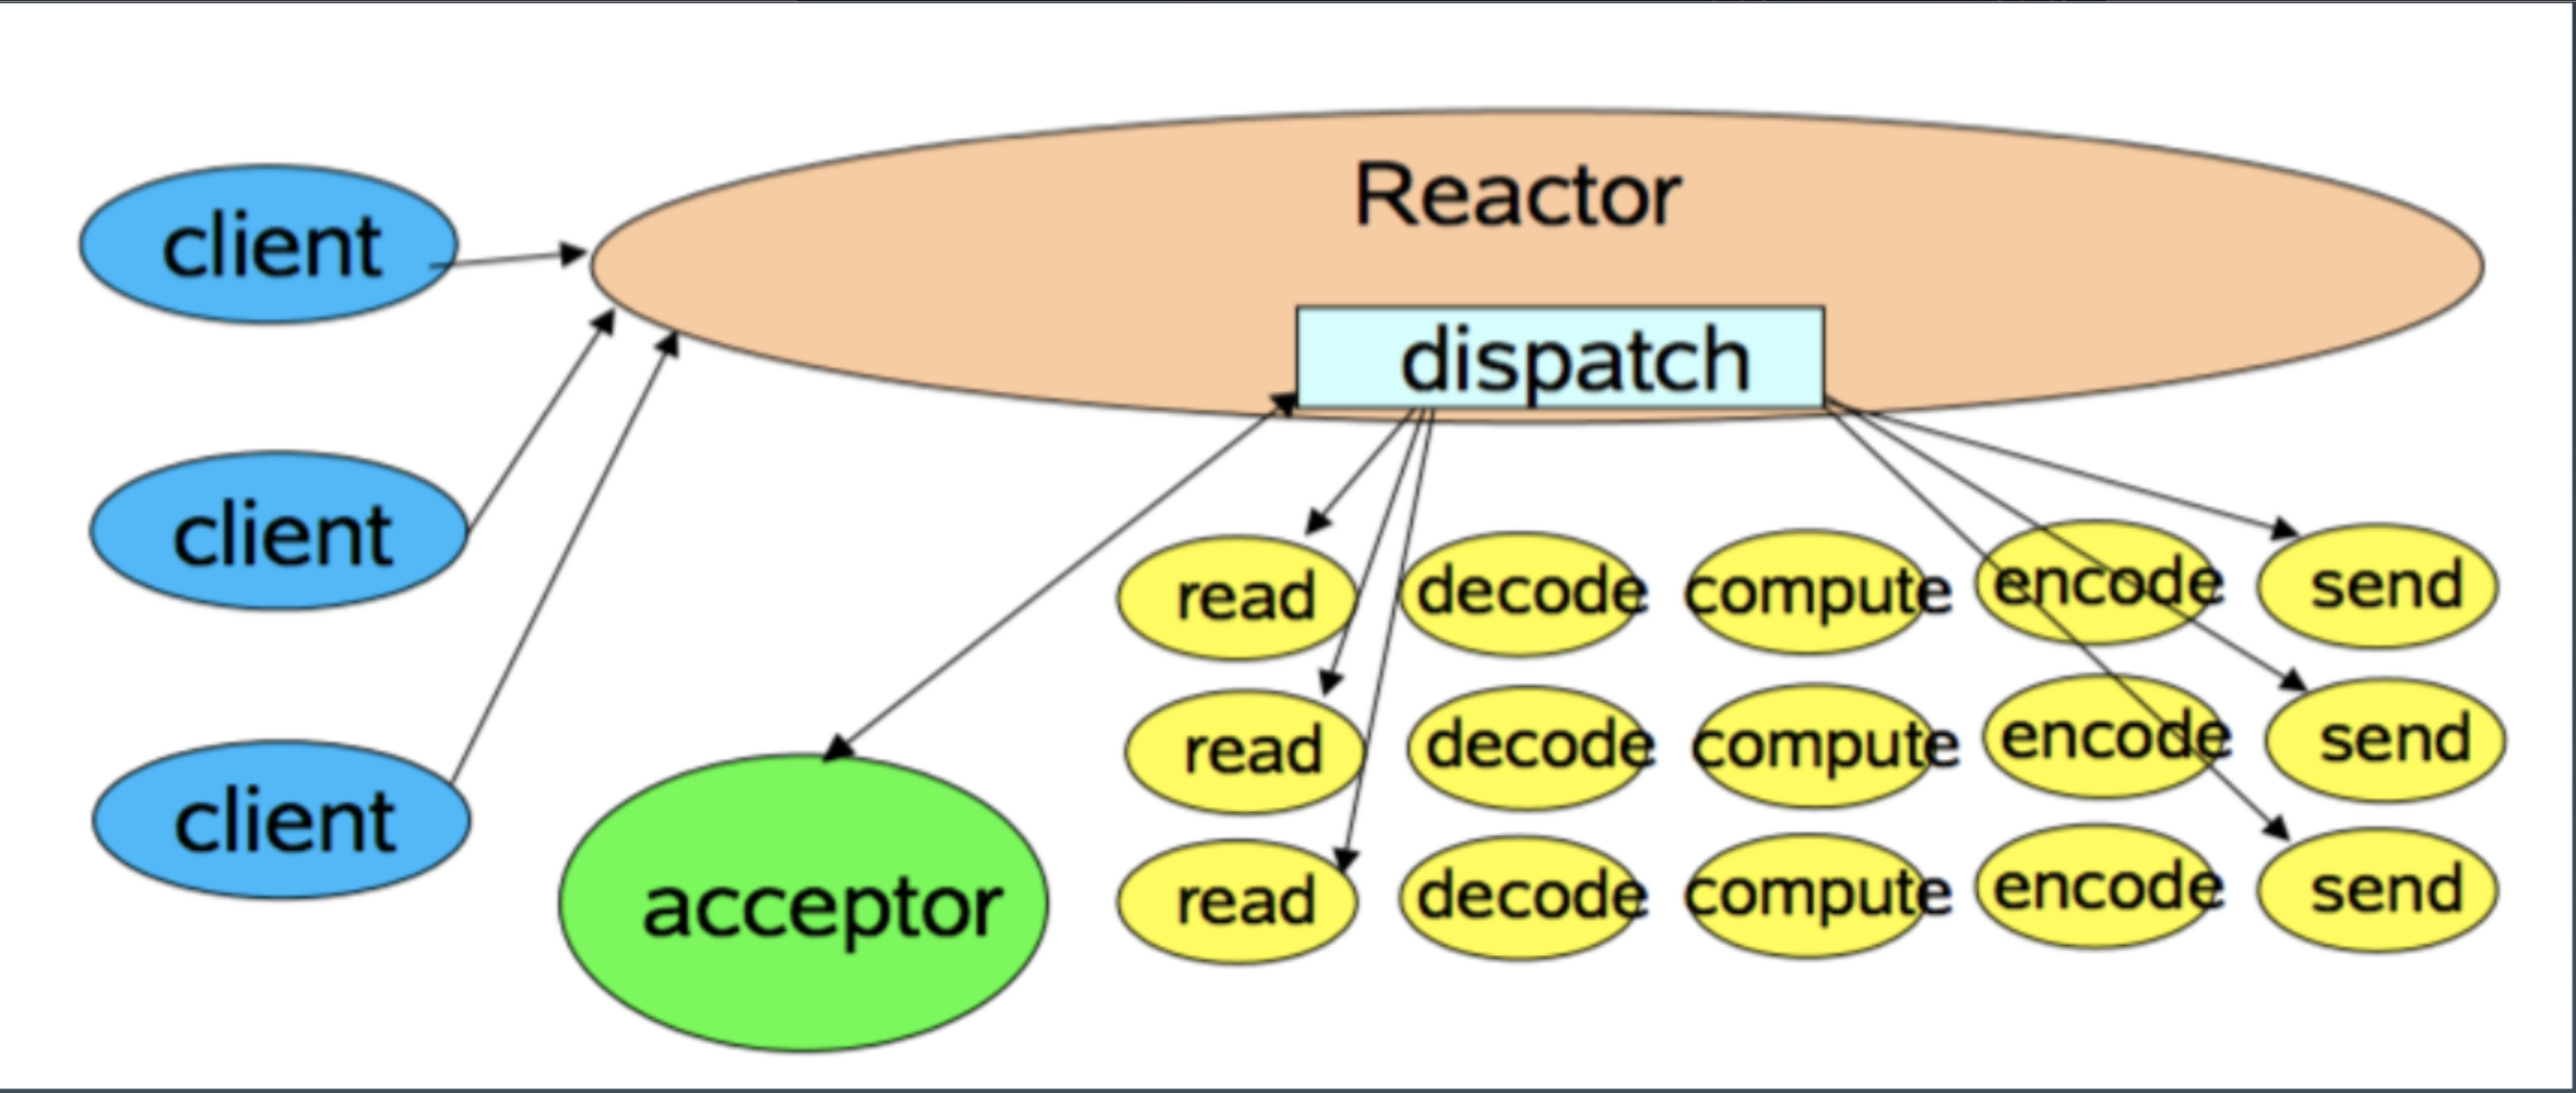 Reactor
client
dispatch
client
client
acceptor
read decode compute encode send
read decode compute encode send
read decode compute encode send